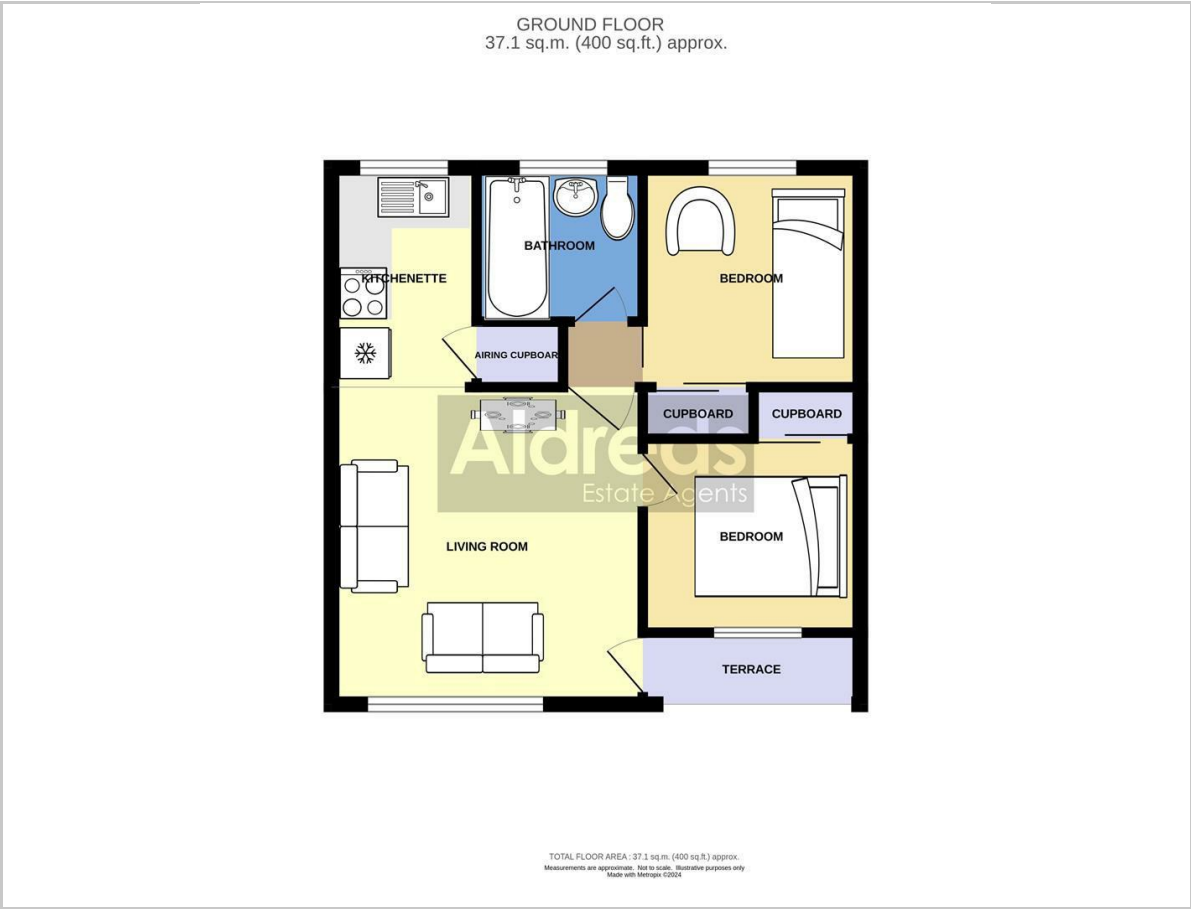 GROUND FLOOR
37.1 sq.m. (400 sq.ft.) approx.
BATHROOM
KITCHENETTE
BEDROOM
AIRING CUPBOAR
CUPBOARD
CUPBOARD
Aldreds
Estate Agents
BEDROOM
LIVING ROOM
TERRACE
TOTAL FLOOR AREA : 37.1 sq.m. (400 sq.ft.) approx.
Measurements are approximate. Not to scale. Illustrative purposes only
Made with Metropix ©2024